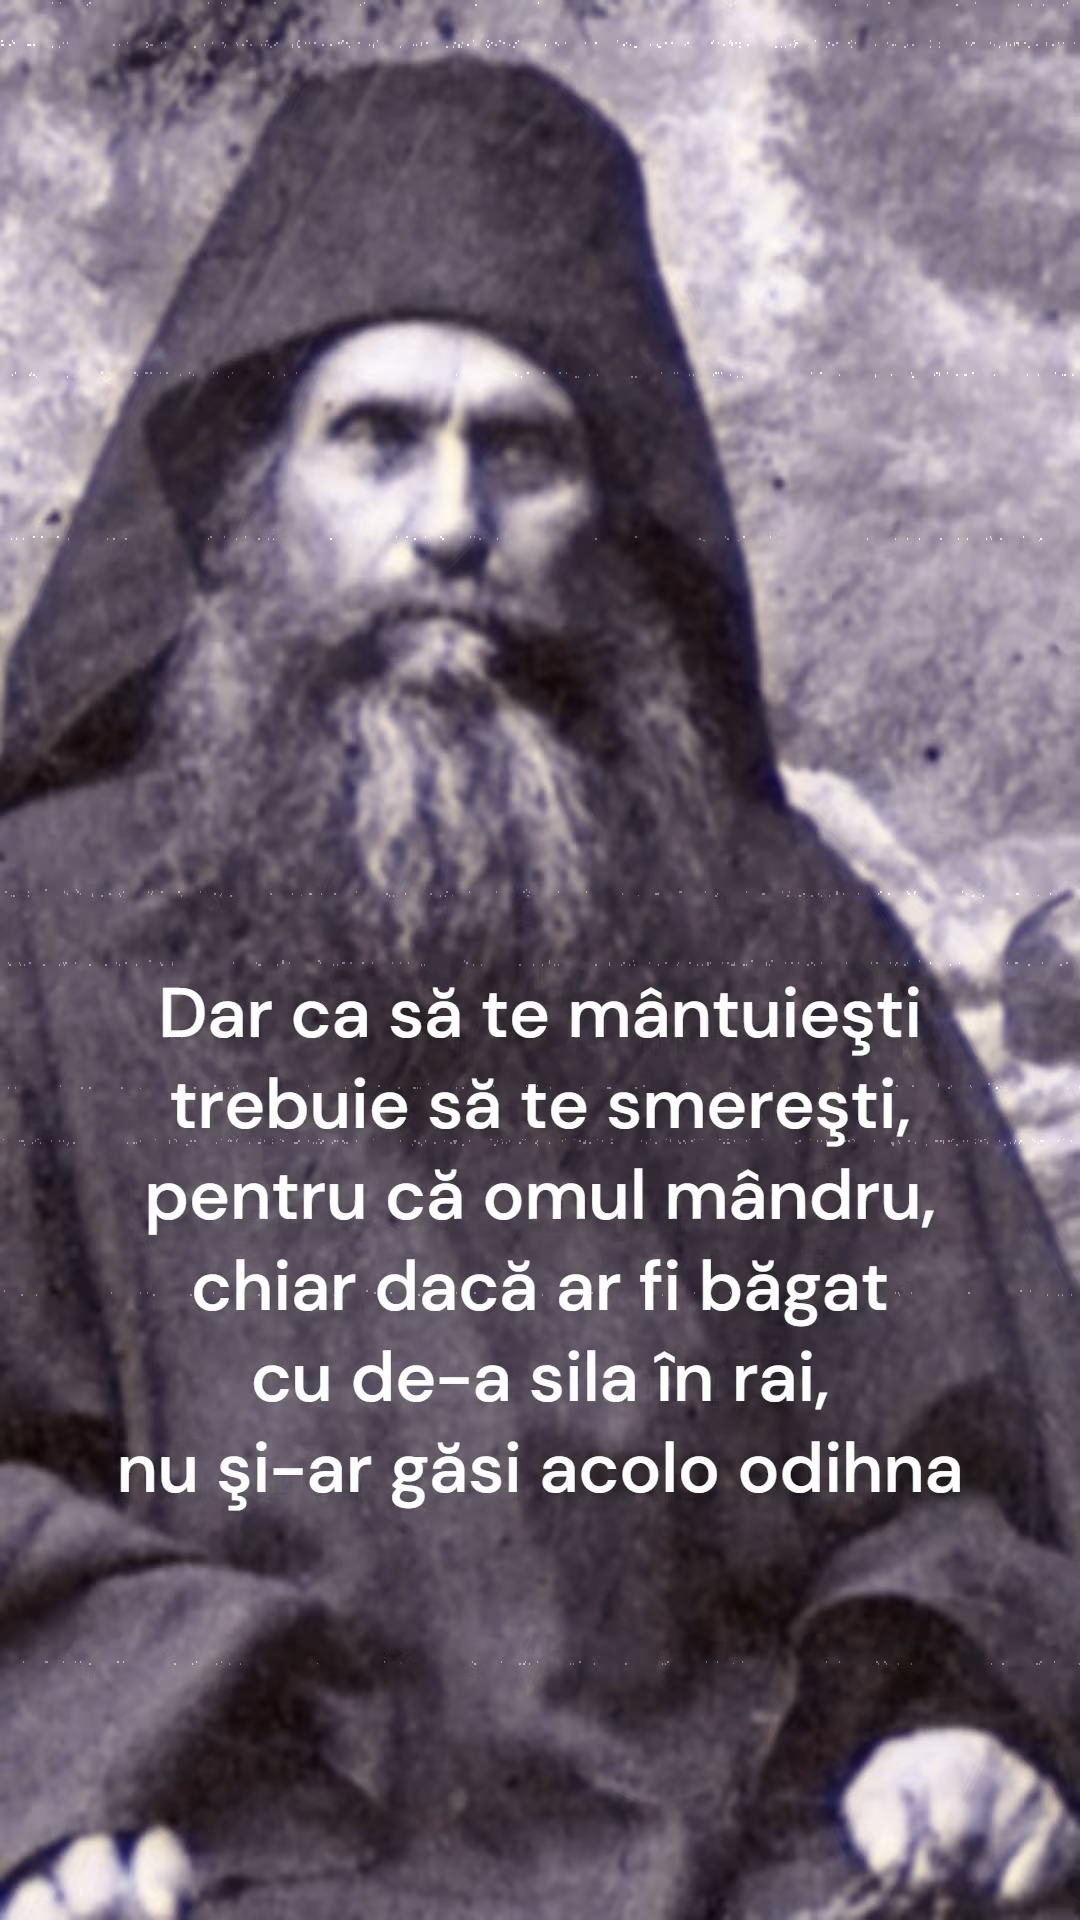 Dar ca să te mântuieşti
trebuie să te smereşti,
pentru că omul mândru,
chiar dacă ar fi băgat
cu de-a sila în rai,
nu şi-ar găsi acolo odihna